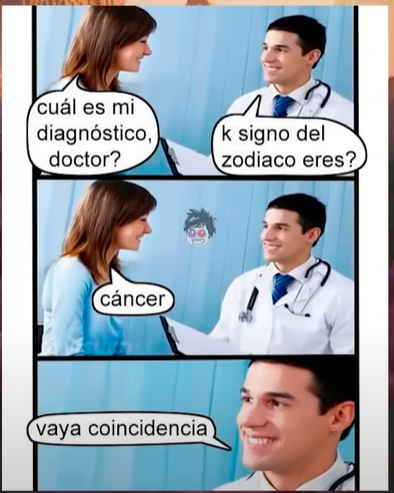 cuál es mi
diagnóstico,
doctor?
k signo del
zodiaco eres?
cáncer
vaya coincidencia